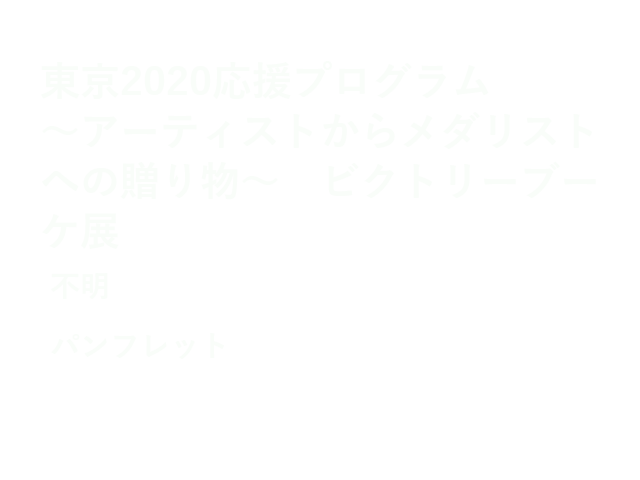 東京2020応援プログラム
～アーティストからメダリスト
への贈り物～　ビクトリーブー
ケ展
不明
パンフレット